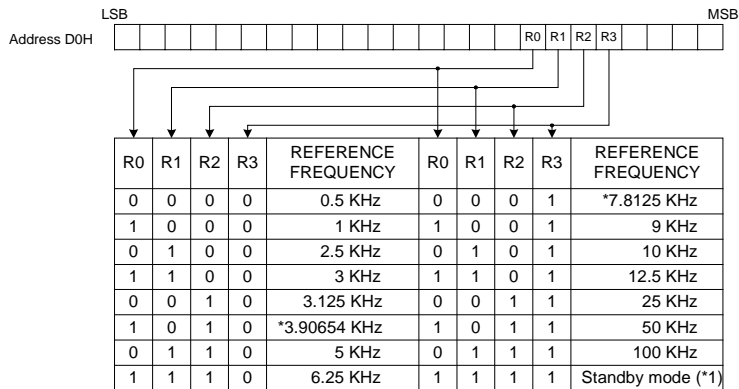 LSB MSB
Address D0H R0 R1 R2 R3
R0 R1 R2 R3 REFERENCE FREQUENCY R0 R1 R2 R3 REFERENCE FREQUENCY
0 0 0 0 0.5 KHz 0 0 0 1 *7.8125 KHz
1 0 0 0 1 KHz 1 0 0 1 9 KHz
0 1 0 0 2.5 KHz 0 1 0 1 10 KHz
1 1 0 0 3 KHz 1 1 0 1 12.5 KHz
0 0 1 0 3.125 KHz 0 0 1 1 25 KHz
1 0 1 0 *3.90654 KHz 1 0 1 1 50 KHz
0 1 1 0 5 KHz 0 1 1 1 100 KHz
1 1 1 0 6.25 KHz 1 1 1 1 Standby mode (*1)